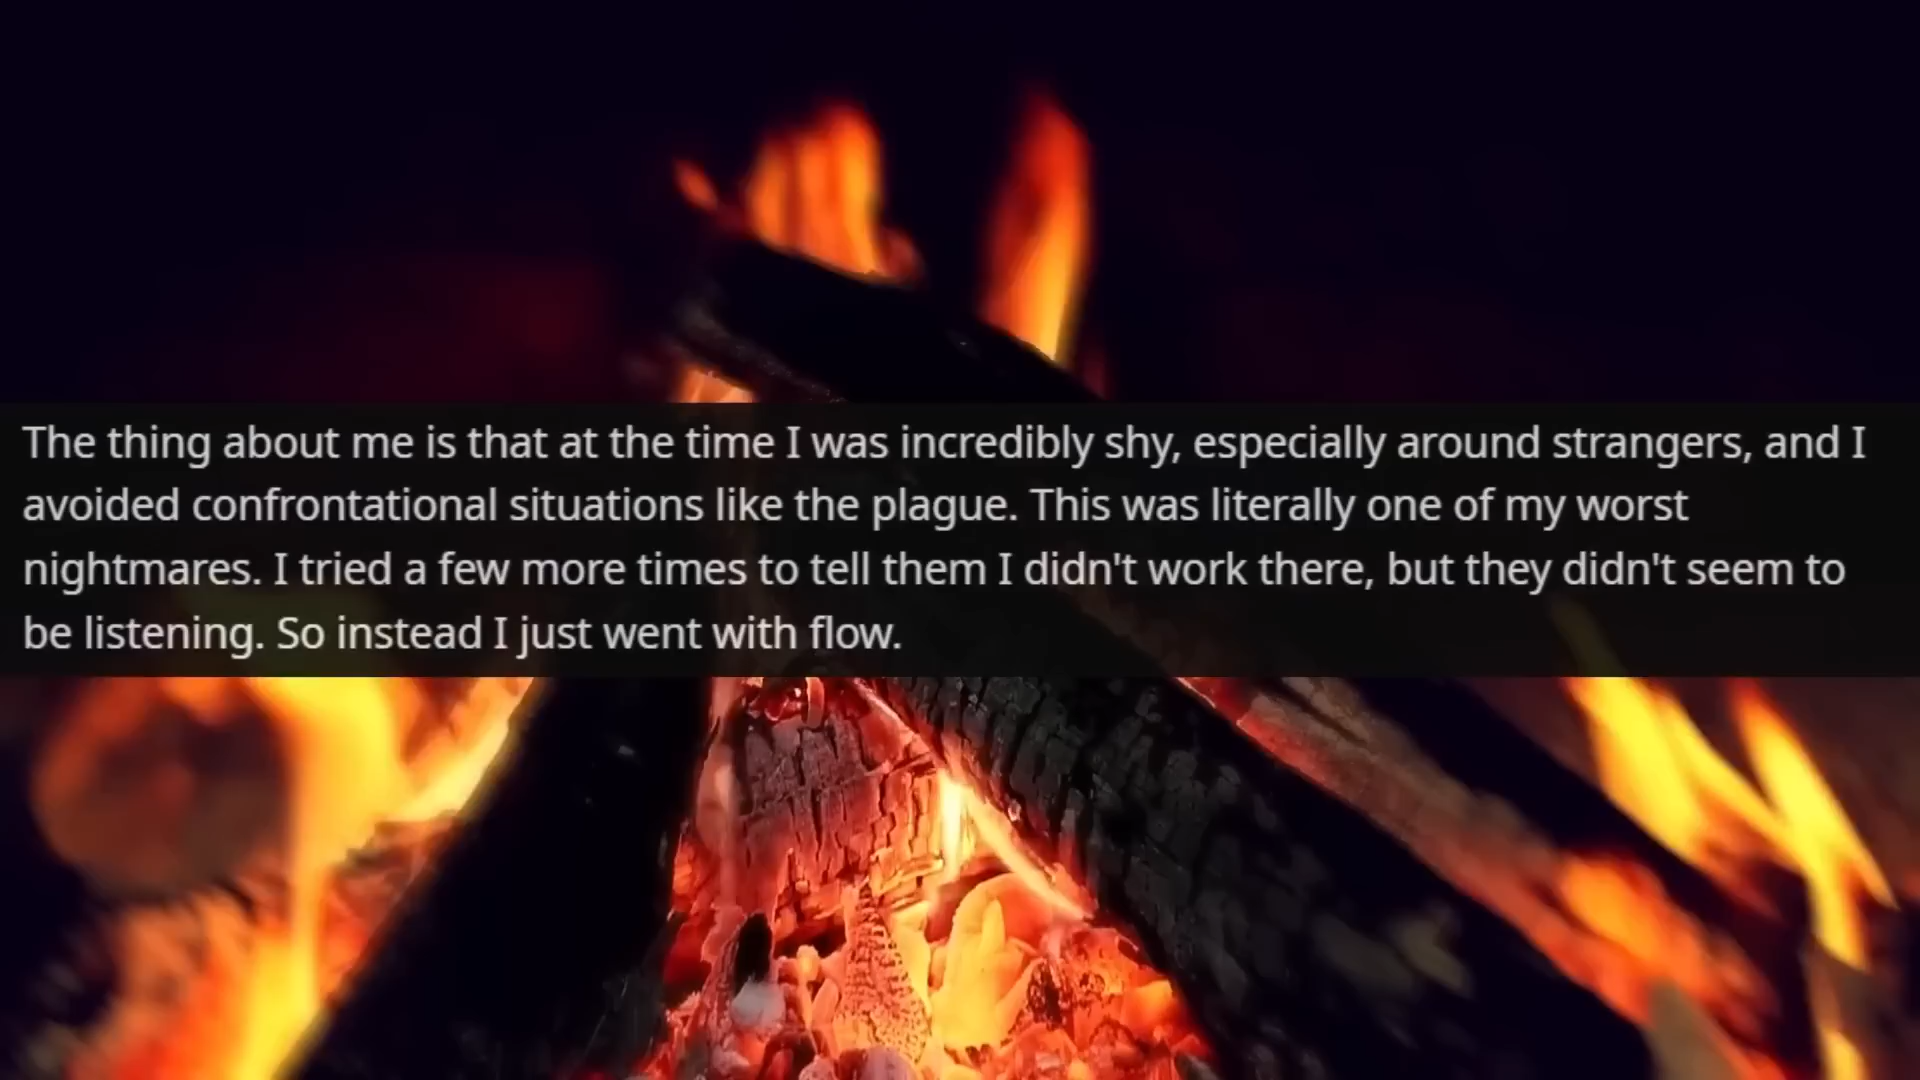 The thing about me is that at the time I was incredibly shy, especially around strangers, and I
avoided confrontational situations like the plague. This was literally one of my worst
nightmares. I tried a few more times to tell them I didn't work there, but they didn't seem to
be listening. So instead I just went with flow.